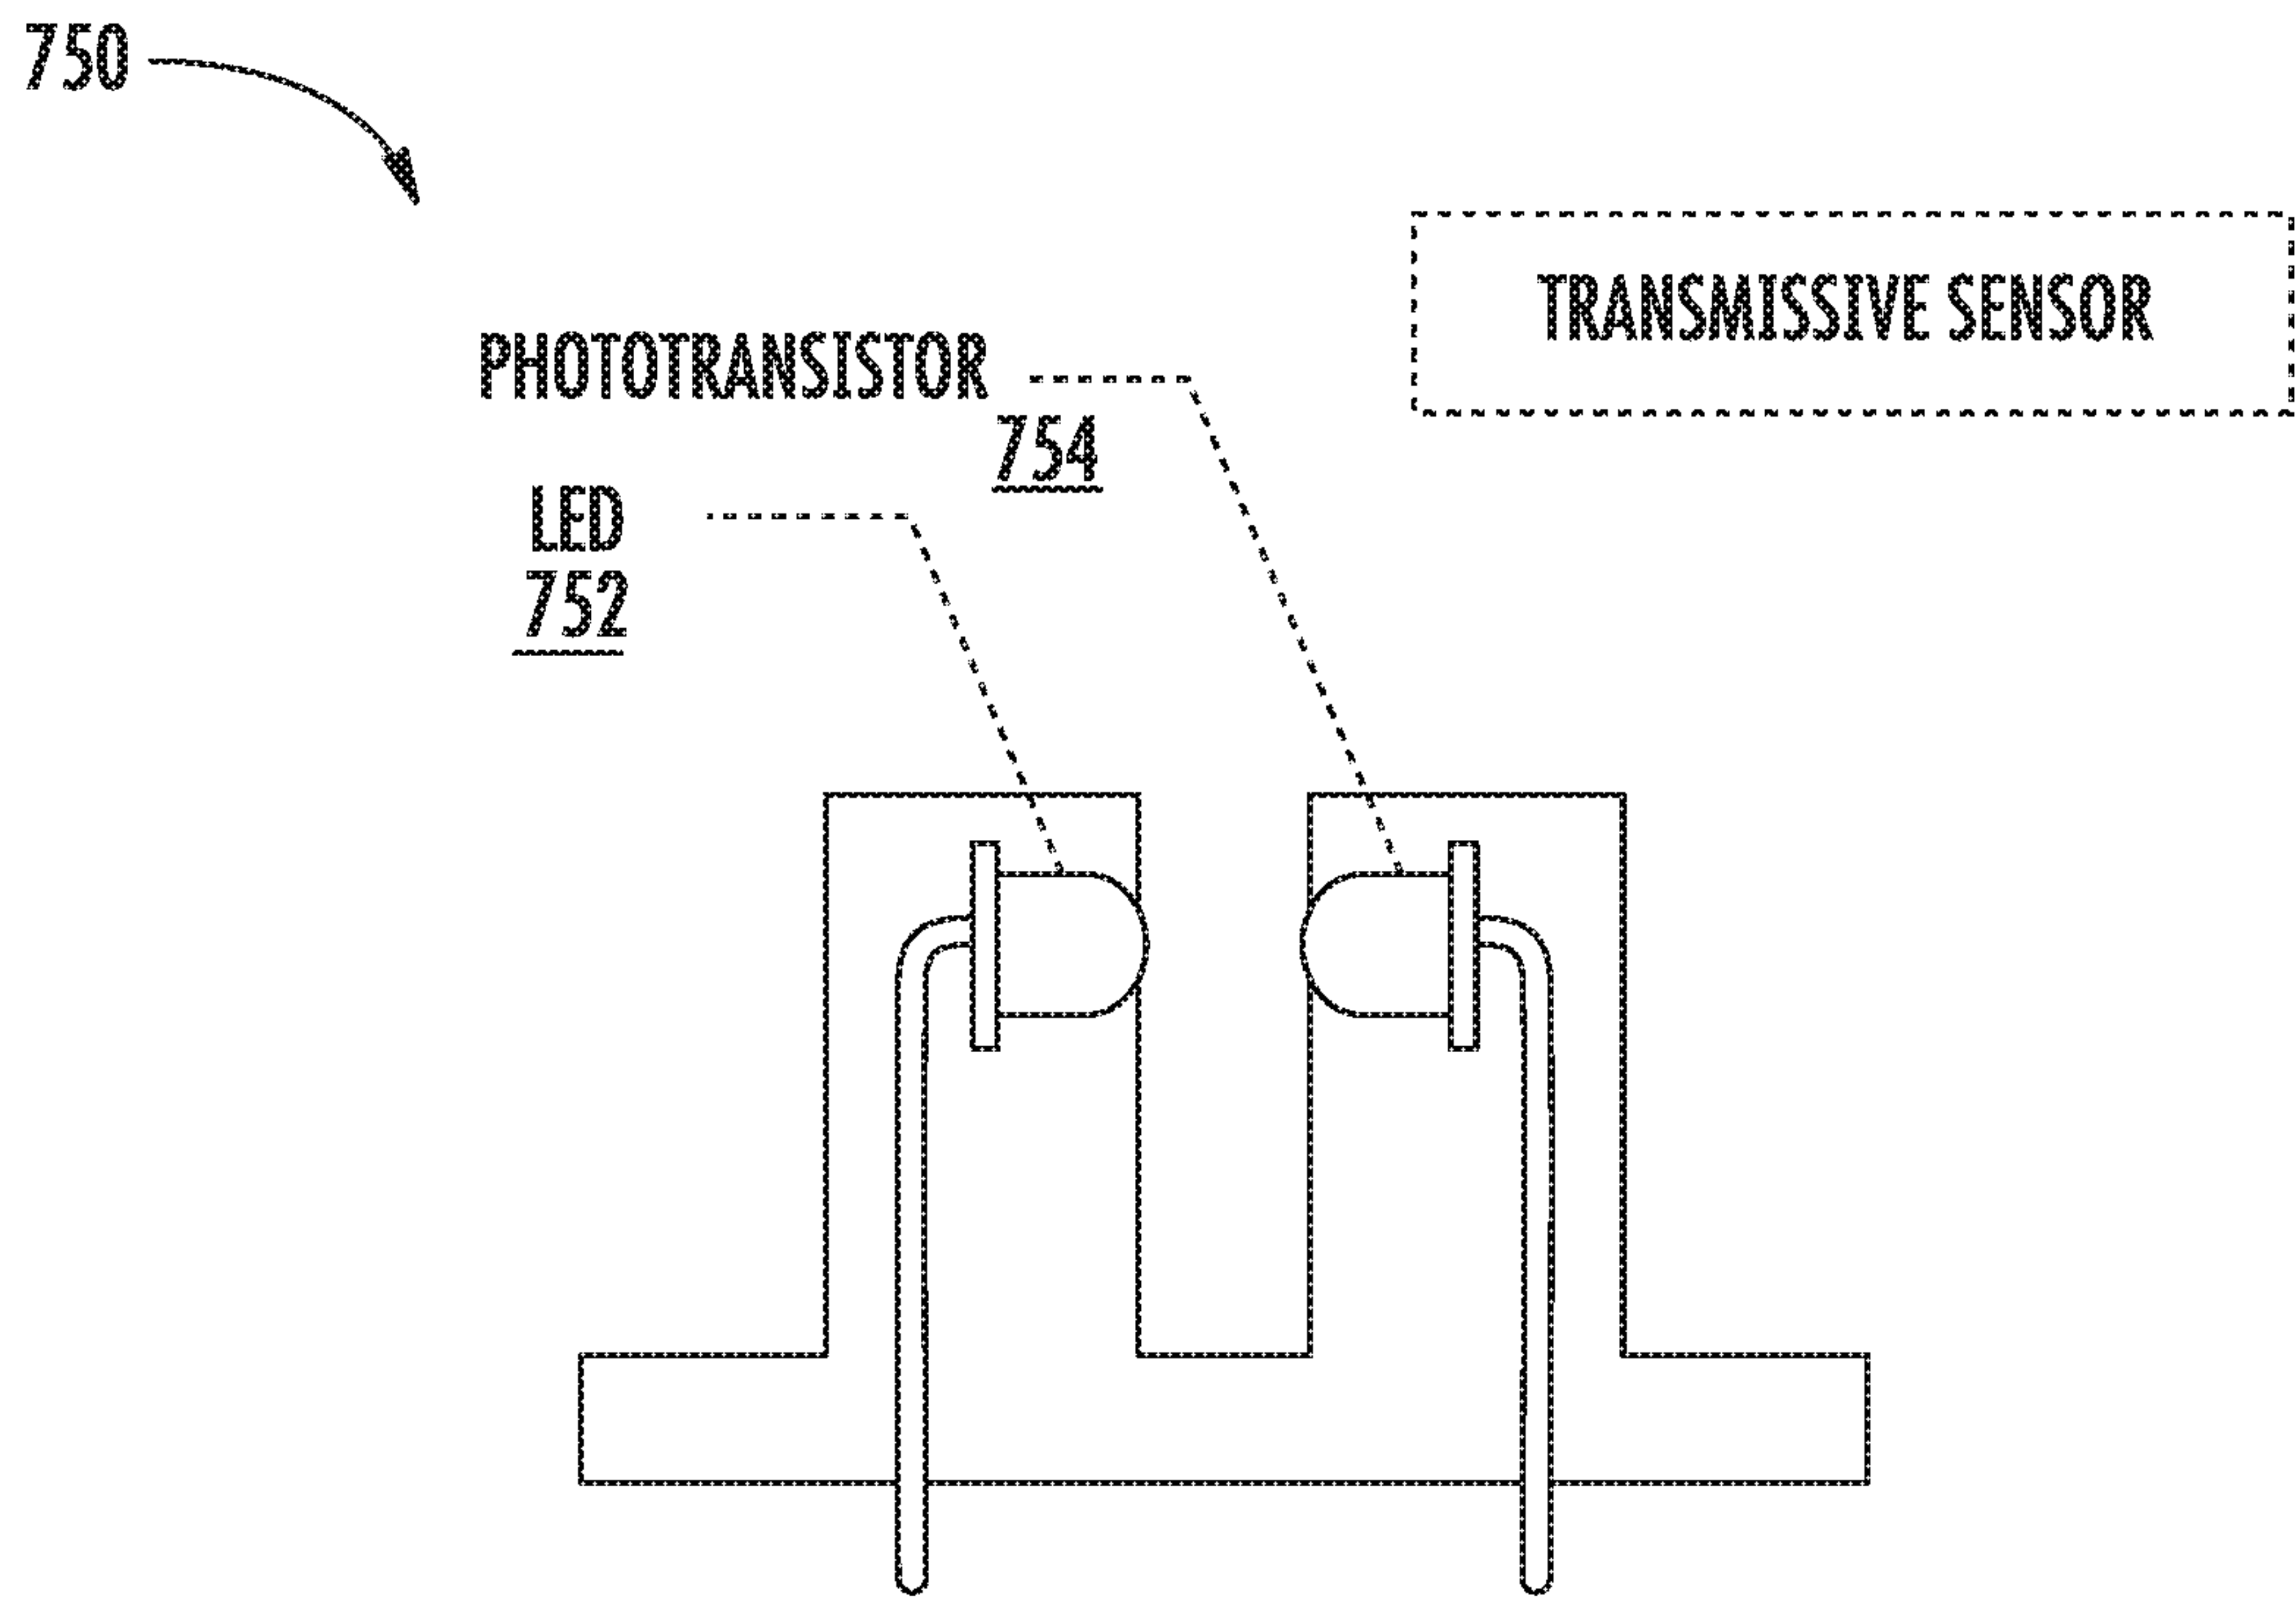 750
TRANSMISSIVE SENSOR
PHOTOTRANSISTOR
754
LED
752